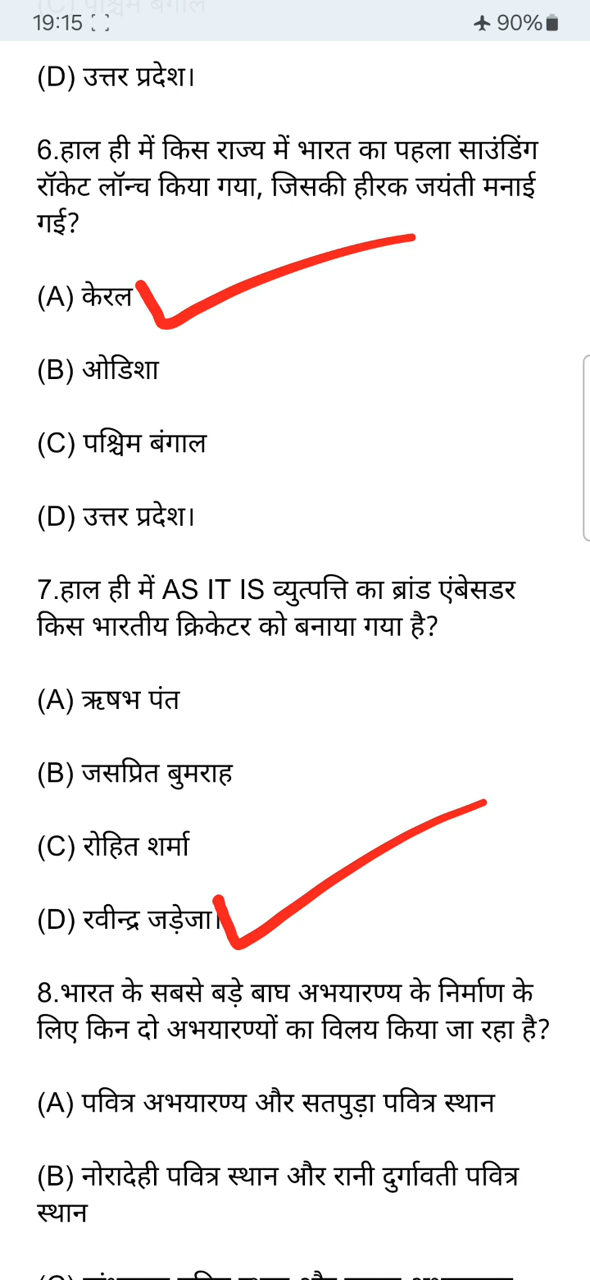 19:15
90%
(D) उत्तर प्रदेश।
6.हाल ही में किस राज्य में भारत का पहला साउंडिंग
रॉकेट लॉन्च किया गया, जिसकी हीरक जयंती मनाई
गई?
(A) केरल
(B) ओडिशा
(C) पश्चिम बंगाल
(D) उत्तर प्रदेश।
7.हाल ही में AS IT IS व्युत्पत्ति का ब्रांड एंबेसडर
किस भारतीय क्रिकेटर को बनाया गया है?
(A) ऋषभ पंत
(B) जसप्रित बुमराह
(C) रोहित शर्मा
(D) रवीन्द्र जड़ेजा।
8.भारत के सबसे बड़े बाघ अभयारण्य के निर्माण के
लिए किन दो अभयारण्यों का विलय किया जा रहा है?
(A) पवित्र अभयारण्य और सतपुड़ा पवित्र स्थान
(B) नोरादेही पवित्र स्थान और रानी दुर्गावती पवित्र
स्थान